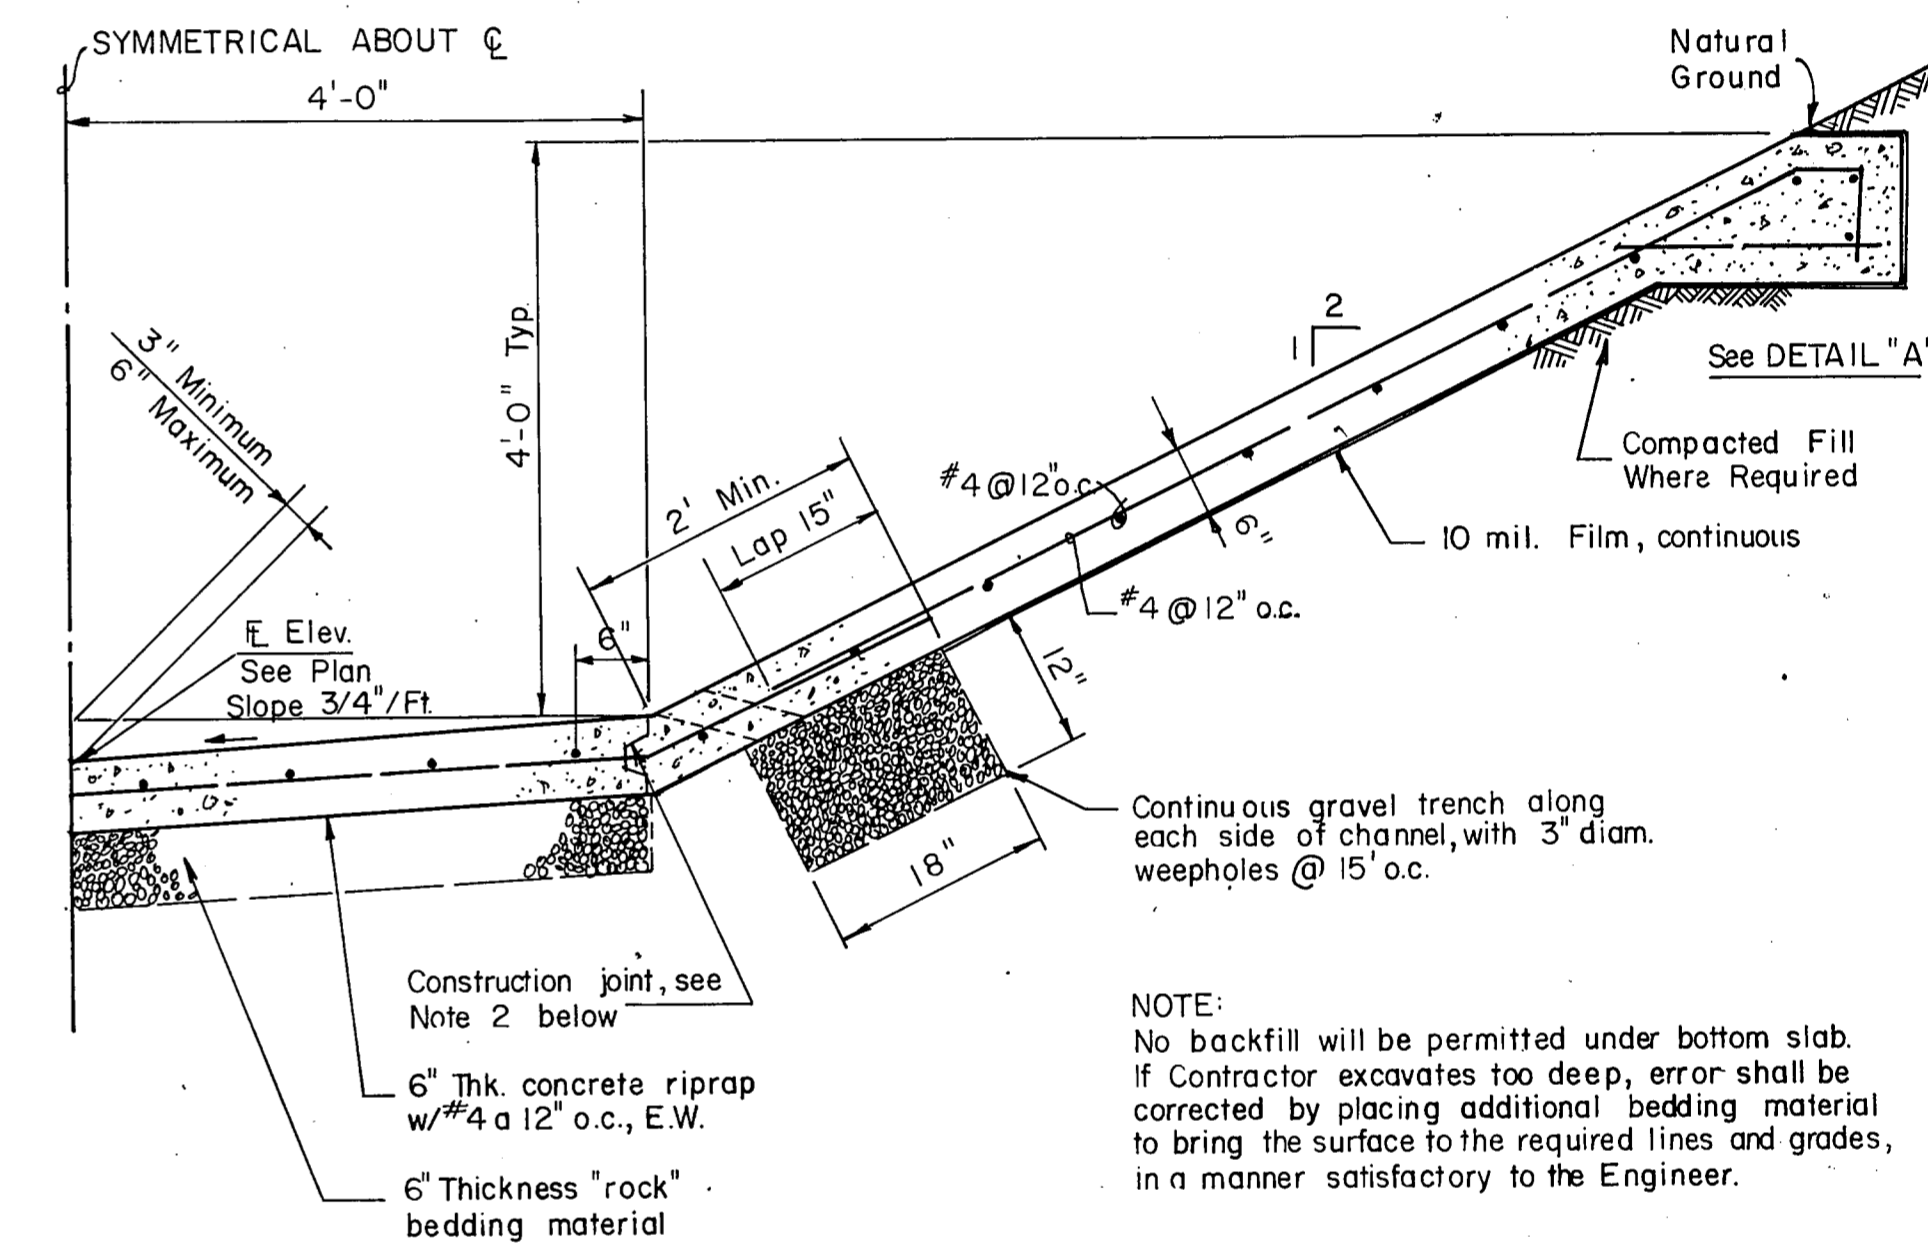 SYMMETRICAL ABOUT ℄
4'-0"
Natural
Ground
4'-0" Typ.
3" Minimum
6" Maximum
2
1
See DETAIL "A"
Compacted Fill
Where Required
10 mil. Film, continuous
2' Min.
Lap 15"
#4 @ 12" o.c.
6"
#4 @ 12" o.c.
6"
12"
Elev.
See Plan
Slope 3/4"/Ft.
18"
Continuous gravel trench along
each side of channel, with 3" diam.
weepholes @ 15' o.c.
Construction joint, see
Note 2 below
6" Thk. concrete riprap
w/#4 a 12" o.c., E.W.
6" Thickness "rock"
bedding material
NOTE:
No backfill will be permitted under bottom slab.
If Contractor excavates too deep, error shall be
corrected by placing additional bedding material
to bring the surface to the required lines and grades,
in a manner satisfactory to the Engineer.